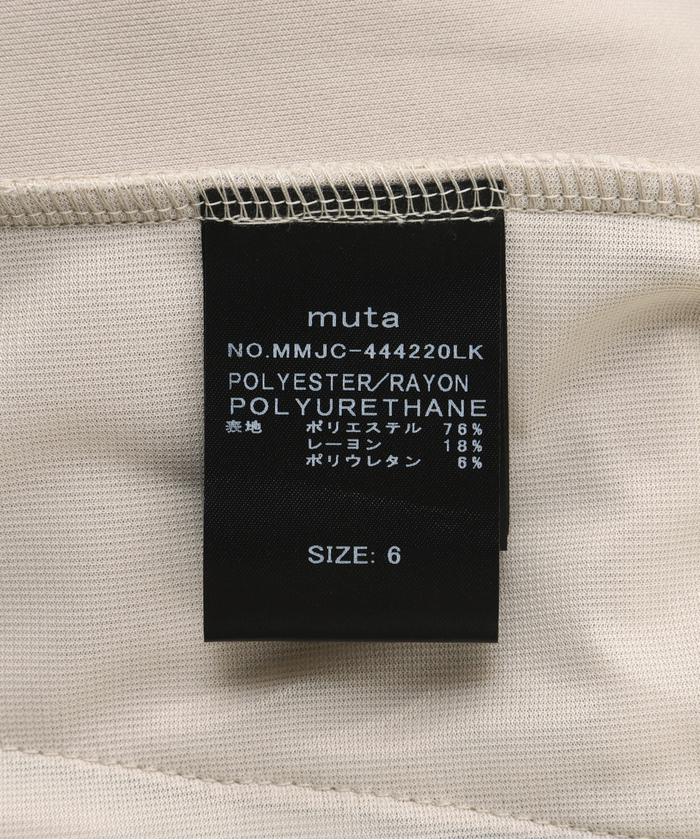 muta
NO.MMJC-444220LK
POLYESTER/RAYON
POLYURETHANE
表地 ポリエステル 76%
レーヨン 18%
ポリウレタン 6%
SIZE: 6